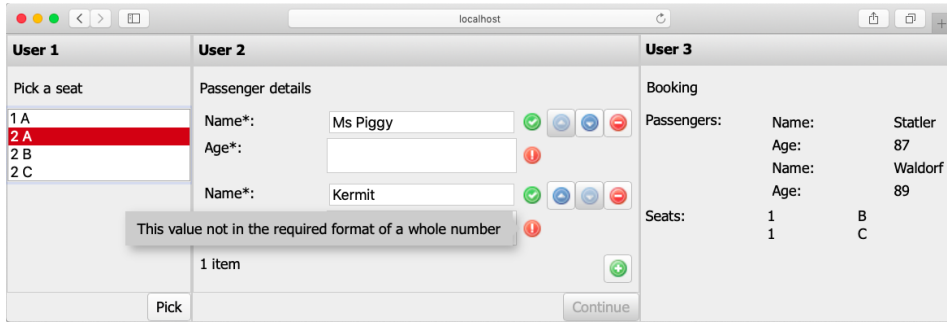 localhost
User 1
User 2
User 3
Pick a seat
1 A
2 A
2 B
2 C
Pick
Passenger details
Name*: Ms Piggy
Age*:
Name*: Kermit
This value not in the required format of a whole number
1 item
Continue
Booking
Passengers: Name: Statler
Age: 87
Name: Waldorf
Age: 89
Seats: 1 B
1 C